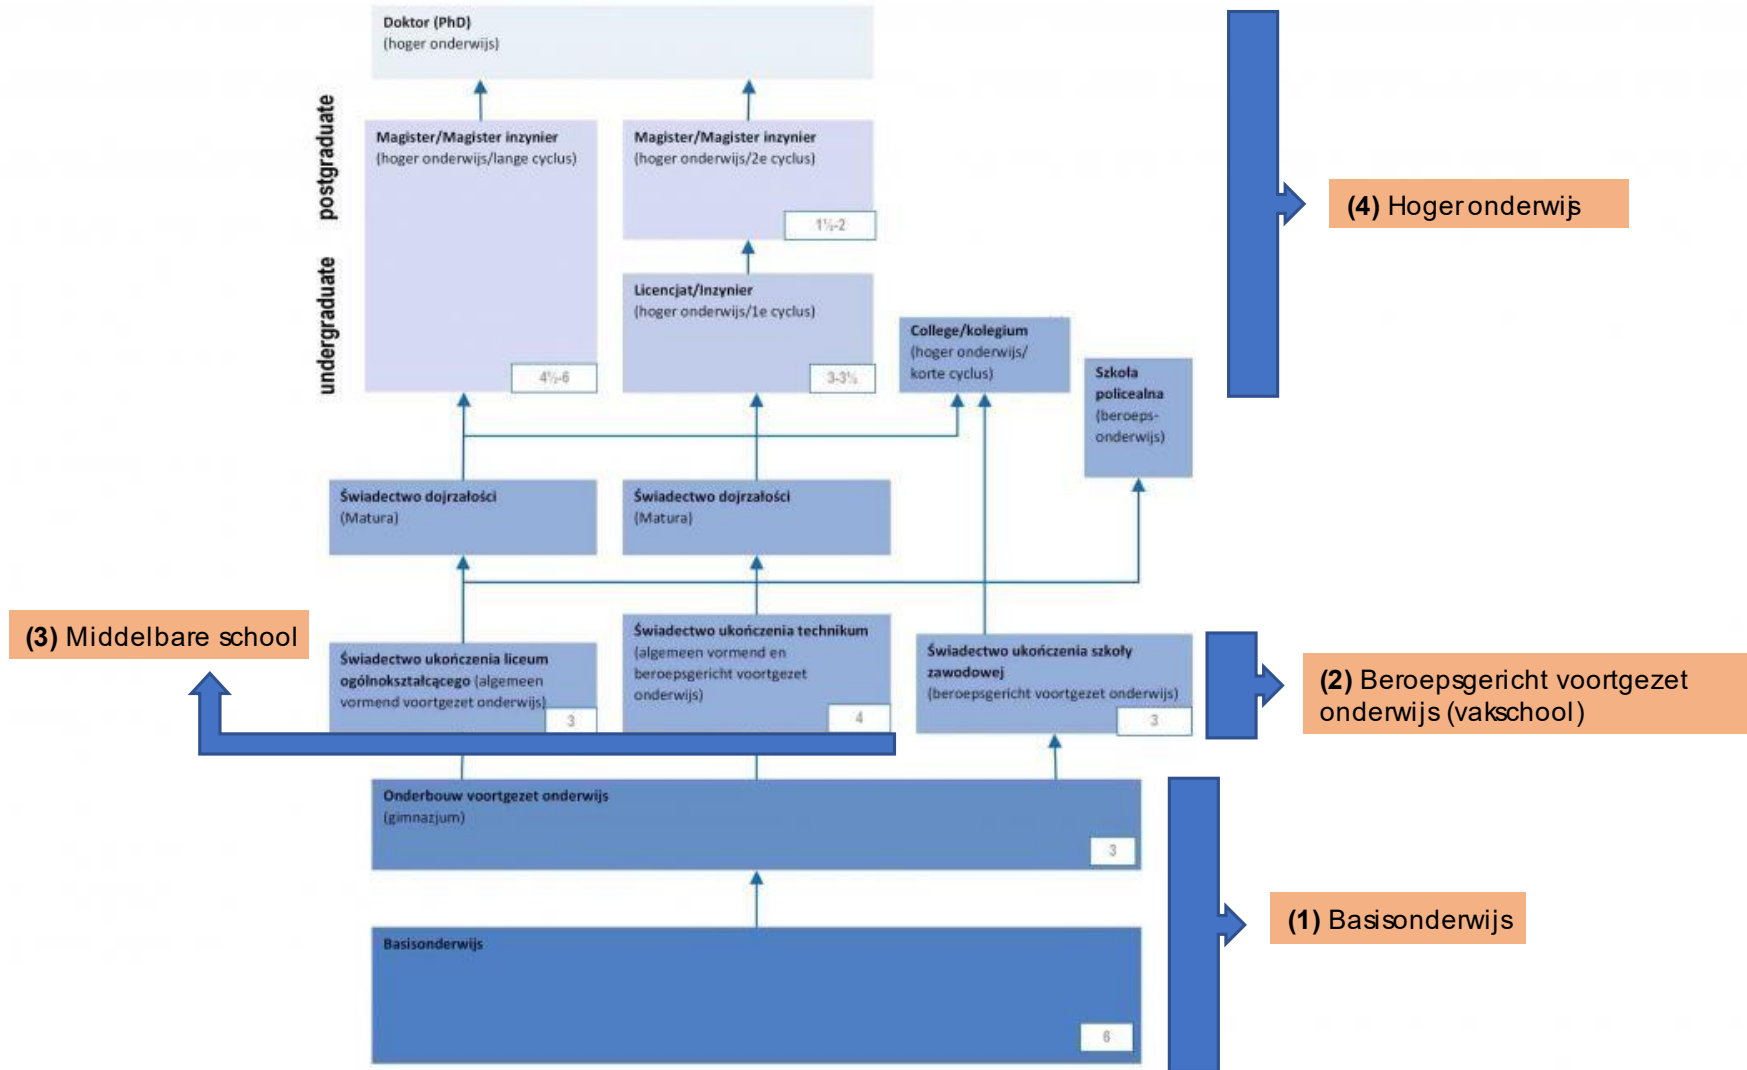 Doktor (PhD)
(hoger onderwijs)
postgraduate
Magister/Magister inzynier
(hoger onderwijs/lange cyclus)
4½-6
Magister/Magister inzynier
(hoger onderwijs/2e cyclus)
1½-2
(4) Hoger onderwijs
undergraduate
Licencjat/Inzynier
(hoger onderwijs/1e cyclus)
3-3½
College/kolegium
(hoger onderwijs/
korte cyclus)
Szkoła
policealna
(beroeps-
onderwijs)
Świadectwo dojrzałości
(Matura)
Świadectwo dojrzałości
(Matura)
(3) Middelbare school
Świadectwo ukończenia liceum
ogólnokształcącego (algemeen
vormend voortgezet onderwijs)
3
Świadectwo ukończenia technikum
(algemeen vormend en
beroepsgericht voortgezet
onderwijs)
4
Świadectwo ukończenia szkoły
zawodowej
(beroepsgericht voortgezet onderwijs)
3
(2) Beroepsgericht voortgezet
onderwijs (vakschool)
Onderbouw voortgezet onderwijs
(gimnazjum)
3
(1) Basisonderwijs
Basisonderwijs
6